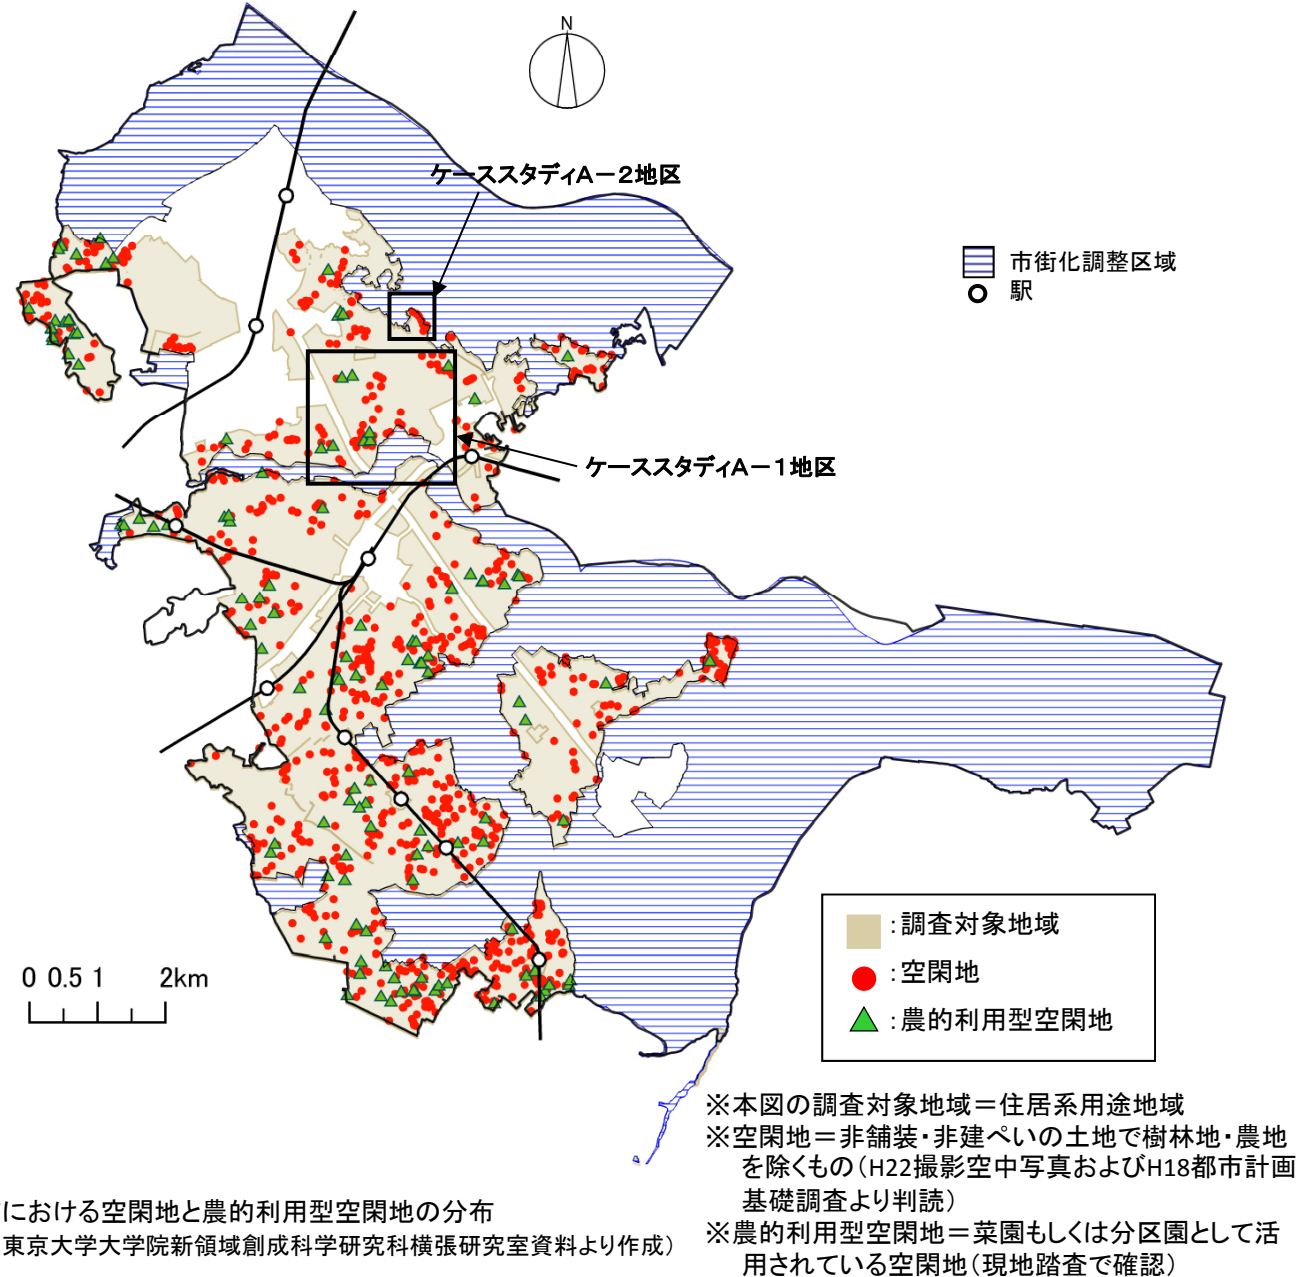 N
ケーススタディA-2地区
市街化調整区域
駅
ケーススタディA-1地区
:調査対象地域
:空閑地
:農的利用型空閑地
0 0.5 1 2km
※本図の調査対象地域=住居系用途地域
※空閑地=非舗装・非建ぺいの土地で樹林地・農地
を除くもの(H22撮影空中写真およびH18都市計画
基礎調査より判読)
※農的利用型空閑地=菜園もしくは分区園として活
用されている空閑地(現地踏査で確認)
における空閑地と農的利用型空閑地の分布
東京大学大学院新領域創成科学研究科横張研究室資料より作成)